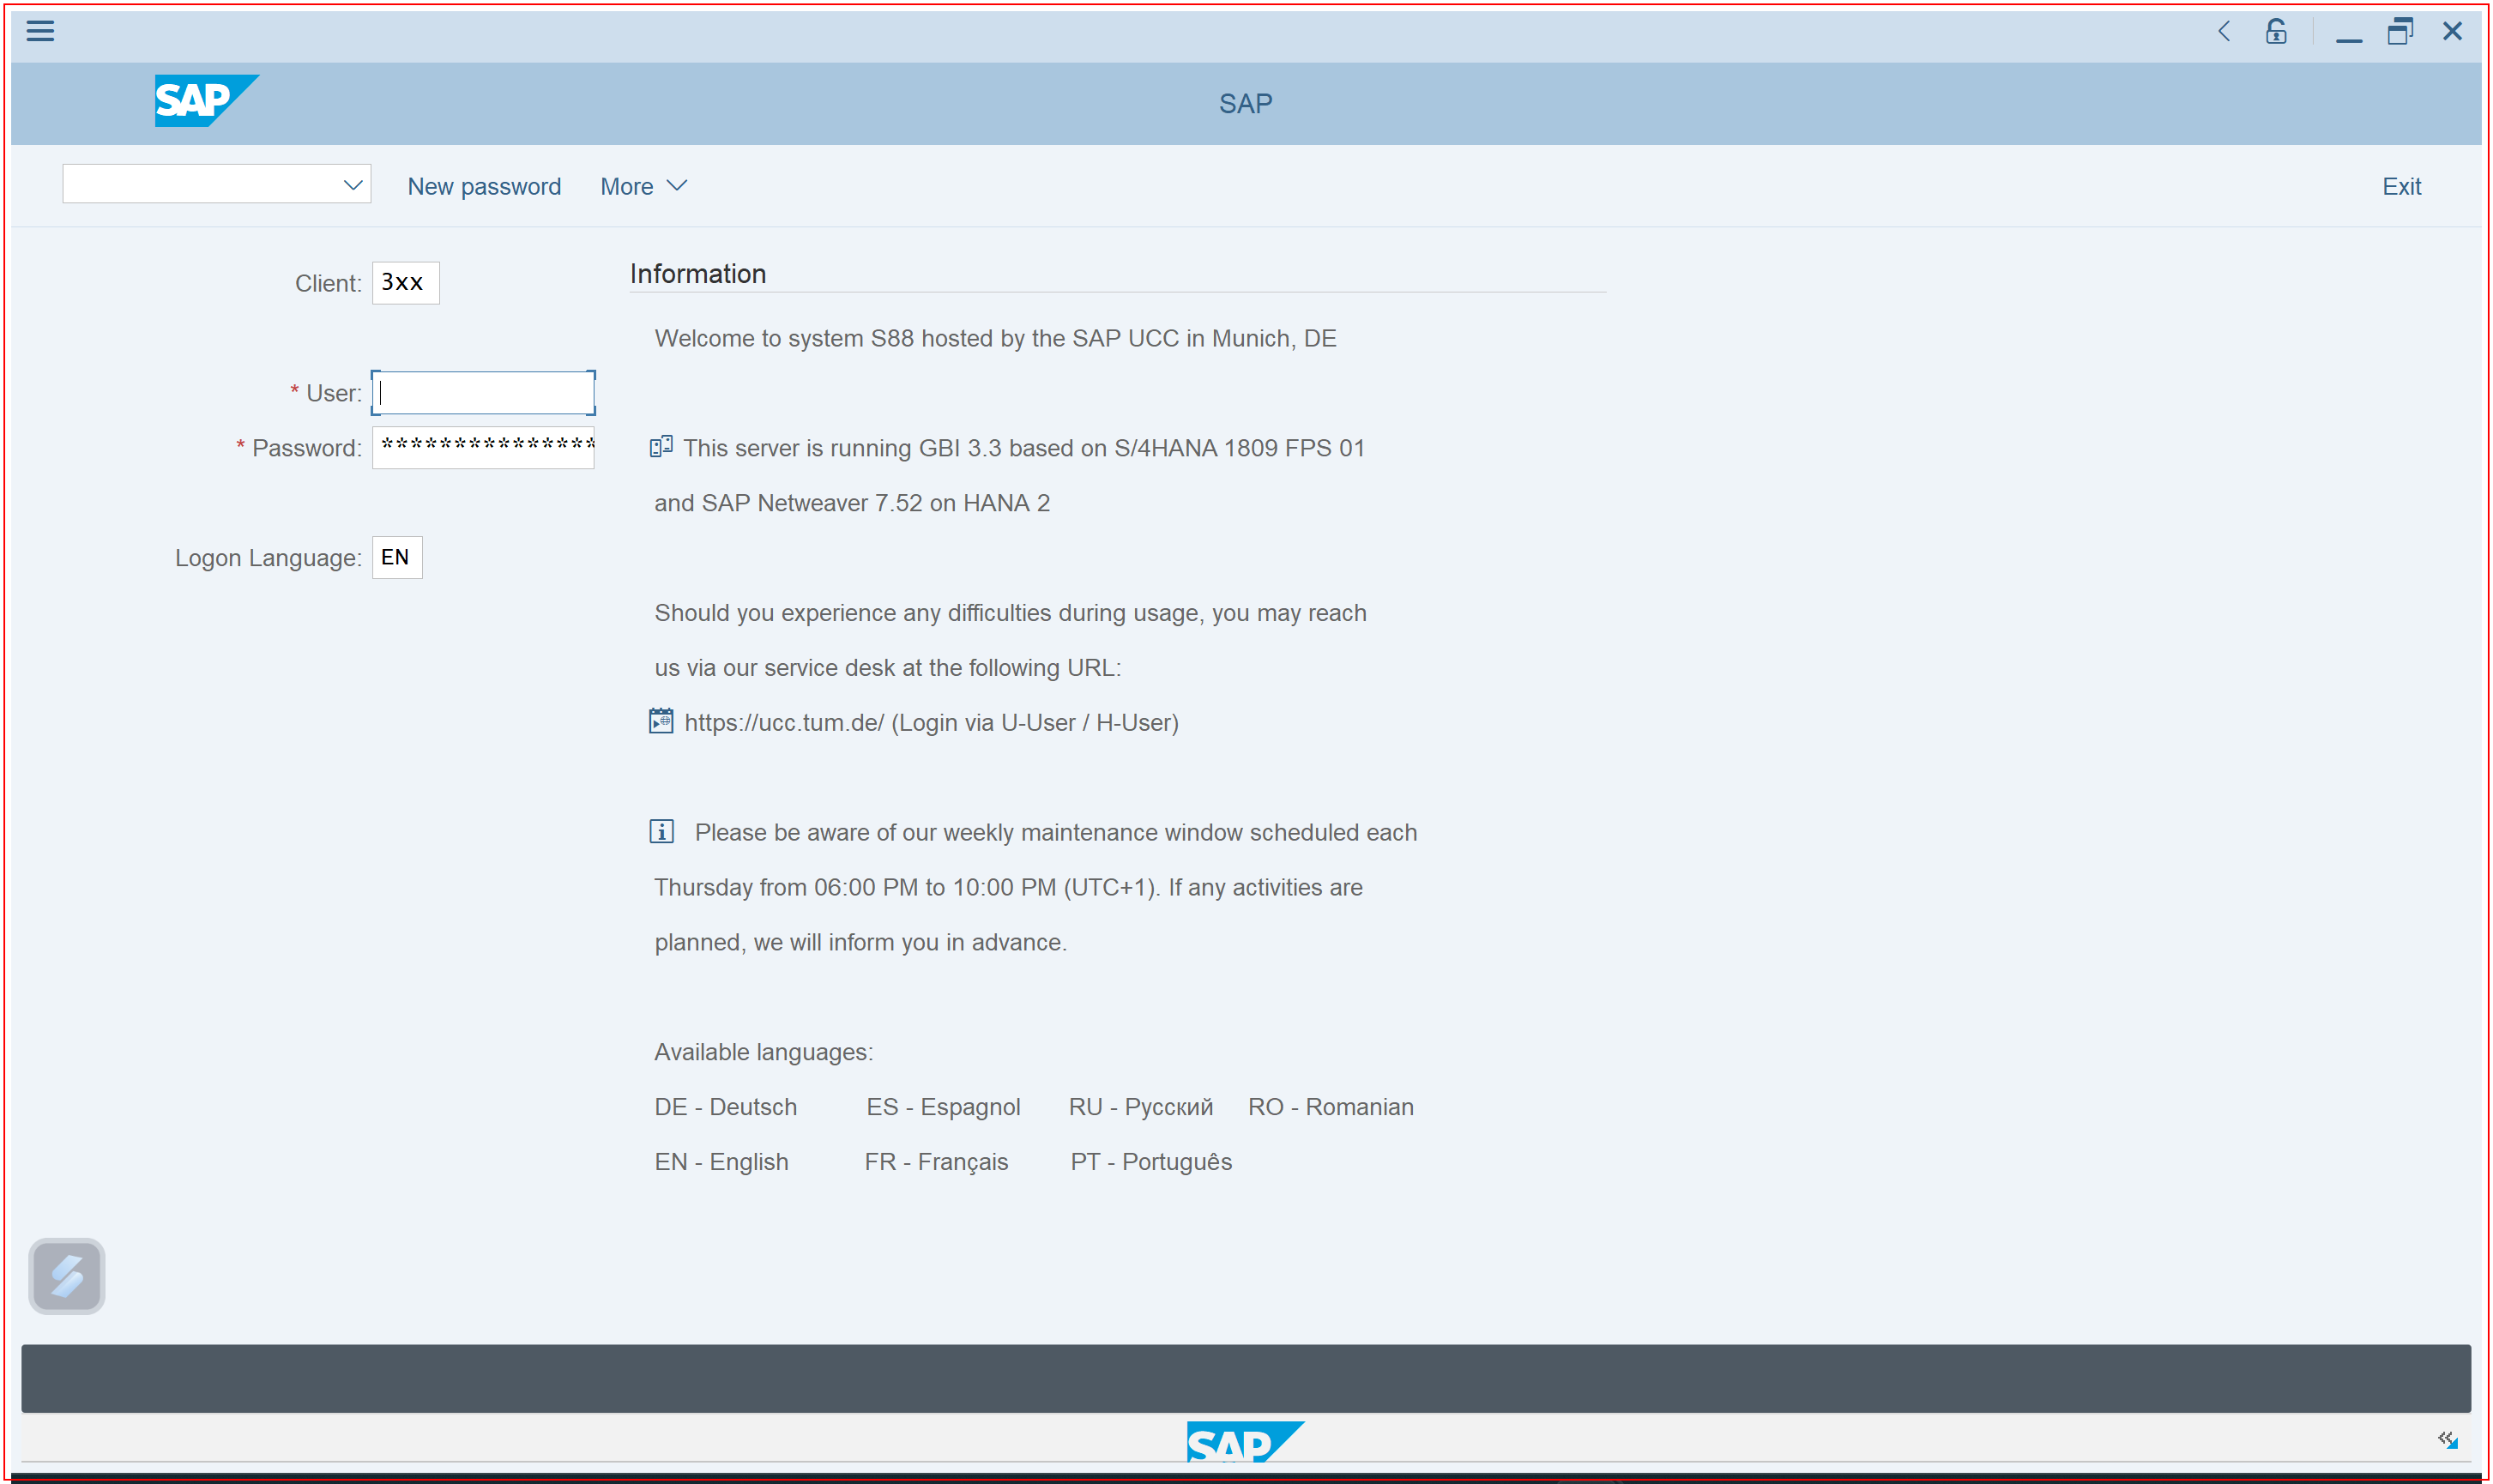 SAP
SAP
New password More Exit
Client: 3xx
* User:
* Password: ***************
Logon Language: EN
Information
Welcome to system S88 hosted by the SAP UCC in Munich, DE
This server is running GBI 3.3 based on S/4HANA 1809 FPS 01
and SAP Netweaver 7.52 on HANA 2
Should you experience any difficulties during usage, you may reach
us via our service desk at the following URL:
https://ucc.tum.de/ (Login via U-User / H-User)
Please be aware of our weekly maintenance window scheduled each
Thursday from 06:00 PM to 10:00 PM (UTC+1). If any activities are
planned, we will inform you in advance.
Available languages:
DE - Deutsch ES - Espagnol RU - Русский RO - Romanian
EN - English FR - Français PT - Português
SAP